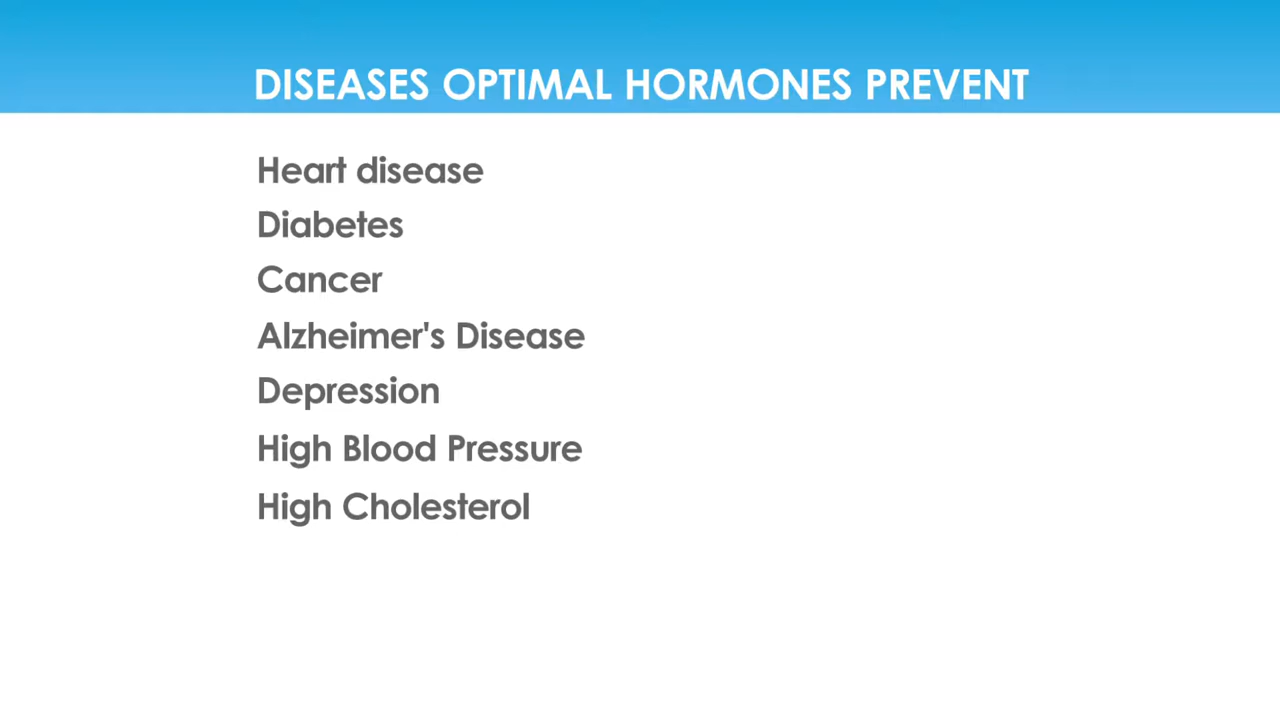 DISEASES OPTIMAL HORMONES PREVENT
Heart disease
Diabetes
Cancer
Alzheimer's Disease
Depression
High Blood Pressure
High Cholesterol